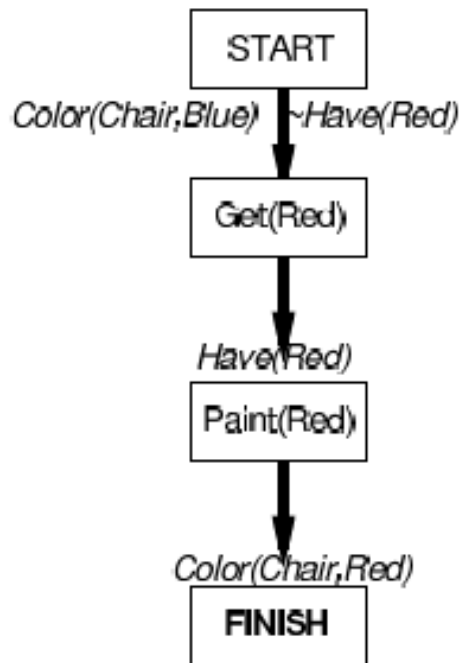 START
Color(Chair,Blue) ~Have(Red)
Get(Red)
Have(Red)
Paint(Red)
Color(Chair,Red)
FINISH